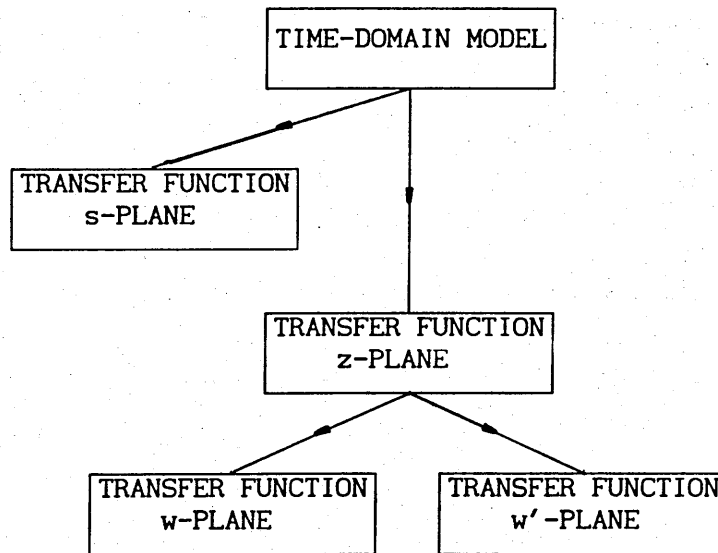 TIME-DOMAIN MODEL
TRANSFER FUNCTION
s-PLANE
TRANSFER FUNCTION
z-PLANE
TRANSFER FUNCTION
w-PLANE
TRANSFER FUNCTION
w'-PLANE